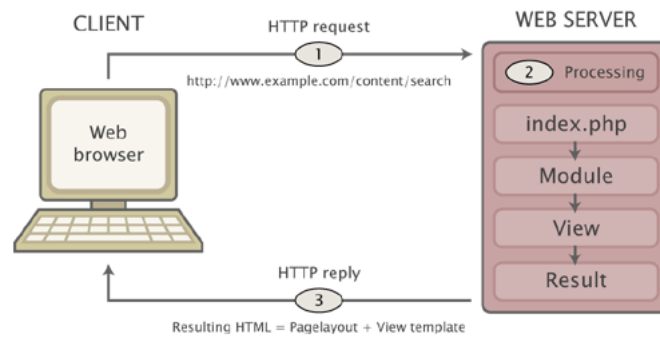 CLIENT
HTTP request
WEB SERVER
1
http://www.example.com/content/search
2 Processing
Web
browser
index.php
Module
View
Result
HTTP reply
3
Resulting HTML = Pagelayout + View template